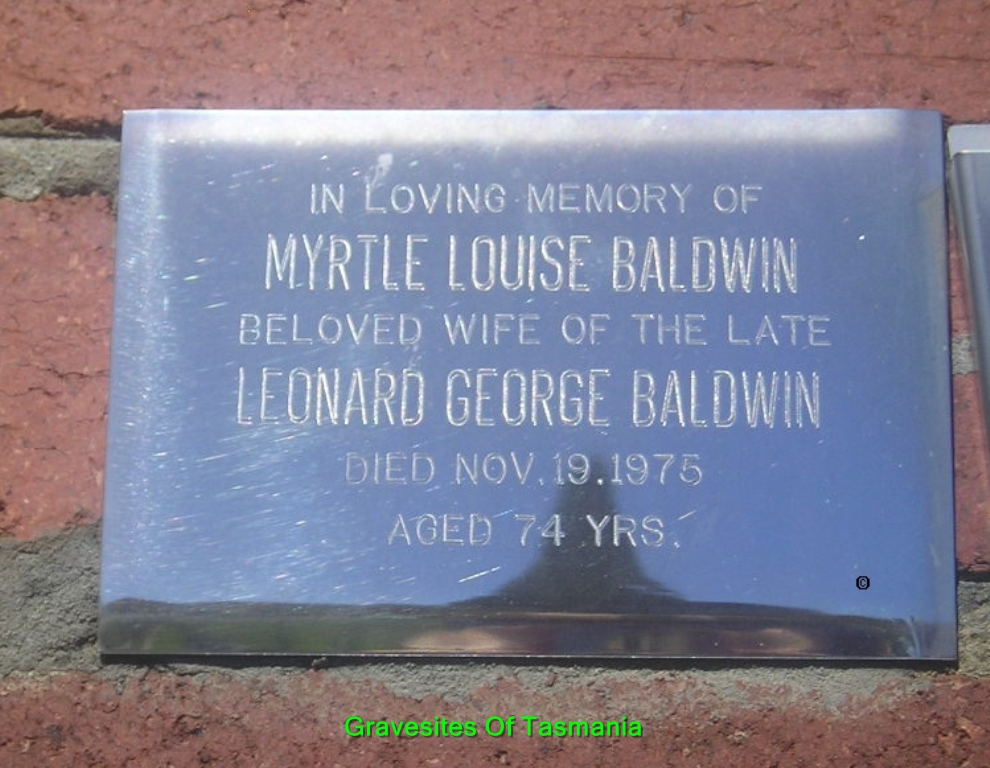 IN LOVING MEMORY OF
MYRTLE LOUISE BALDWIN
BELOVED WIFE OF THE LATE
LEONARD GEORGE BALDWIN
DIED NOV.19.1975
AGED 74 YRS.
©
Gravesites Of Tasmania